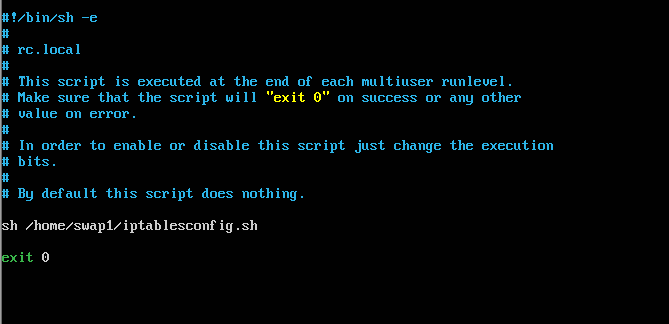 #!/bin/sh -e
#
# rc.local
#
# This script is executed at the end of each multiuser runlevel.
# Make sure that the script will "exit 0" on success or any other
# value on error.
#
# In order to enable or disable this script just change the execution
# bits.
#
# By default this script does nothing.
sh /home/swap1/iptablesconfig.sh
exit 0